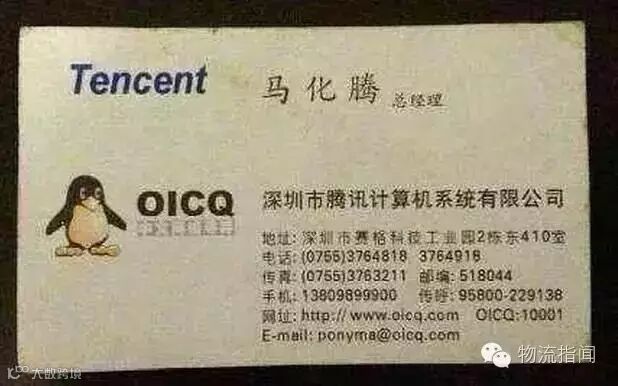 Tencent
马化腾 总经理
OICQ
深圳市腾讯计算机系统有限公司
地址: 深圳市赛格科技工业园2栋东410室
电话: (0755)3764818 3764918
传真: (0755)3763211 邮编: 518044
手机: 13809899900 传呼: 95800-229138
网址: http://www.oicq.com OICQ:10001
E-mail: ponyma@oicq.com
物流指闻
大数跨境